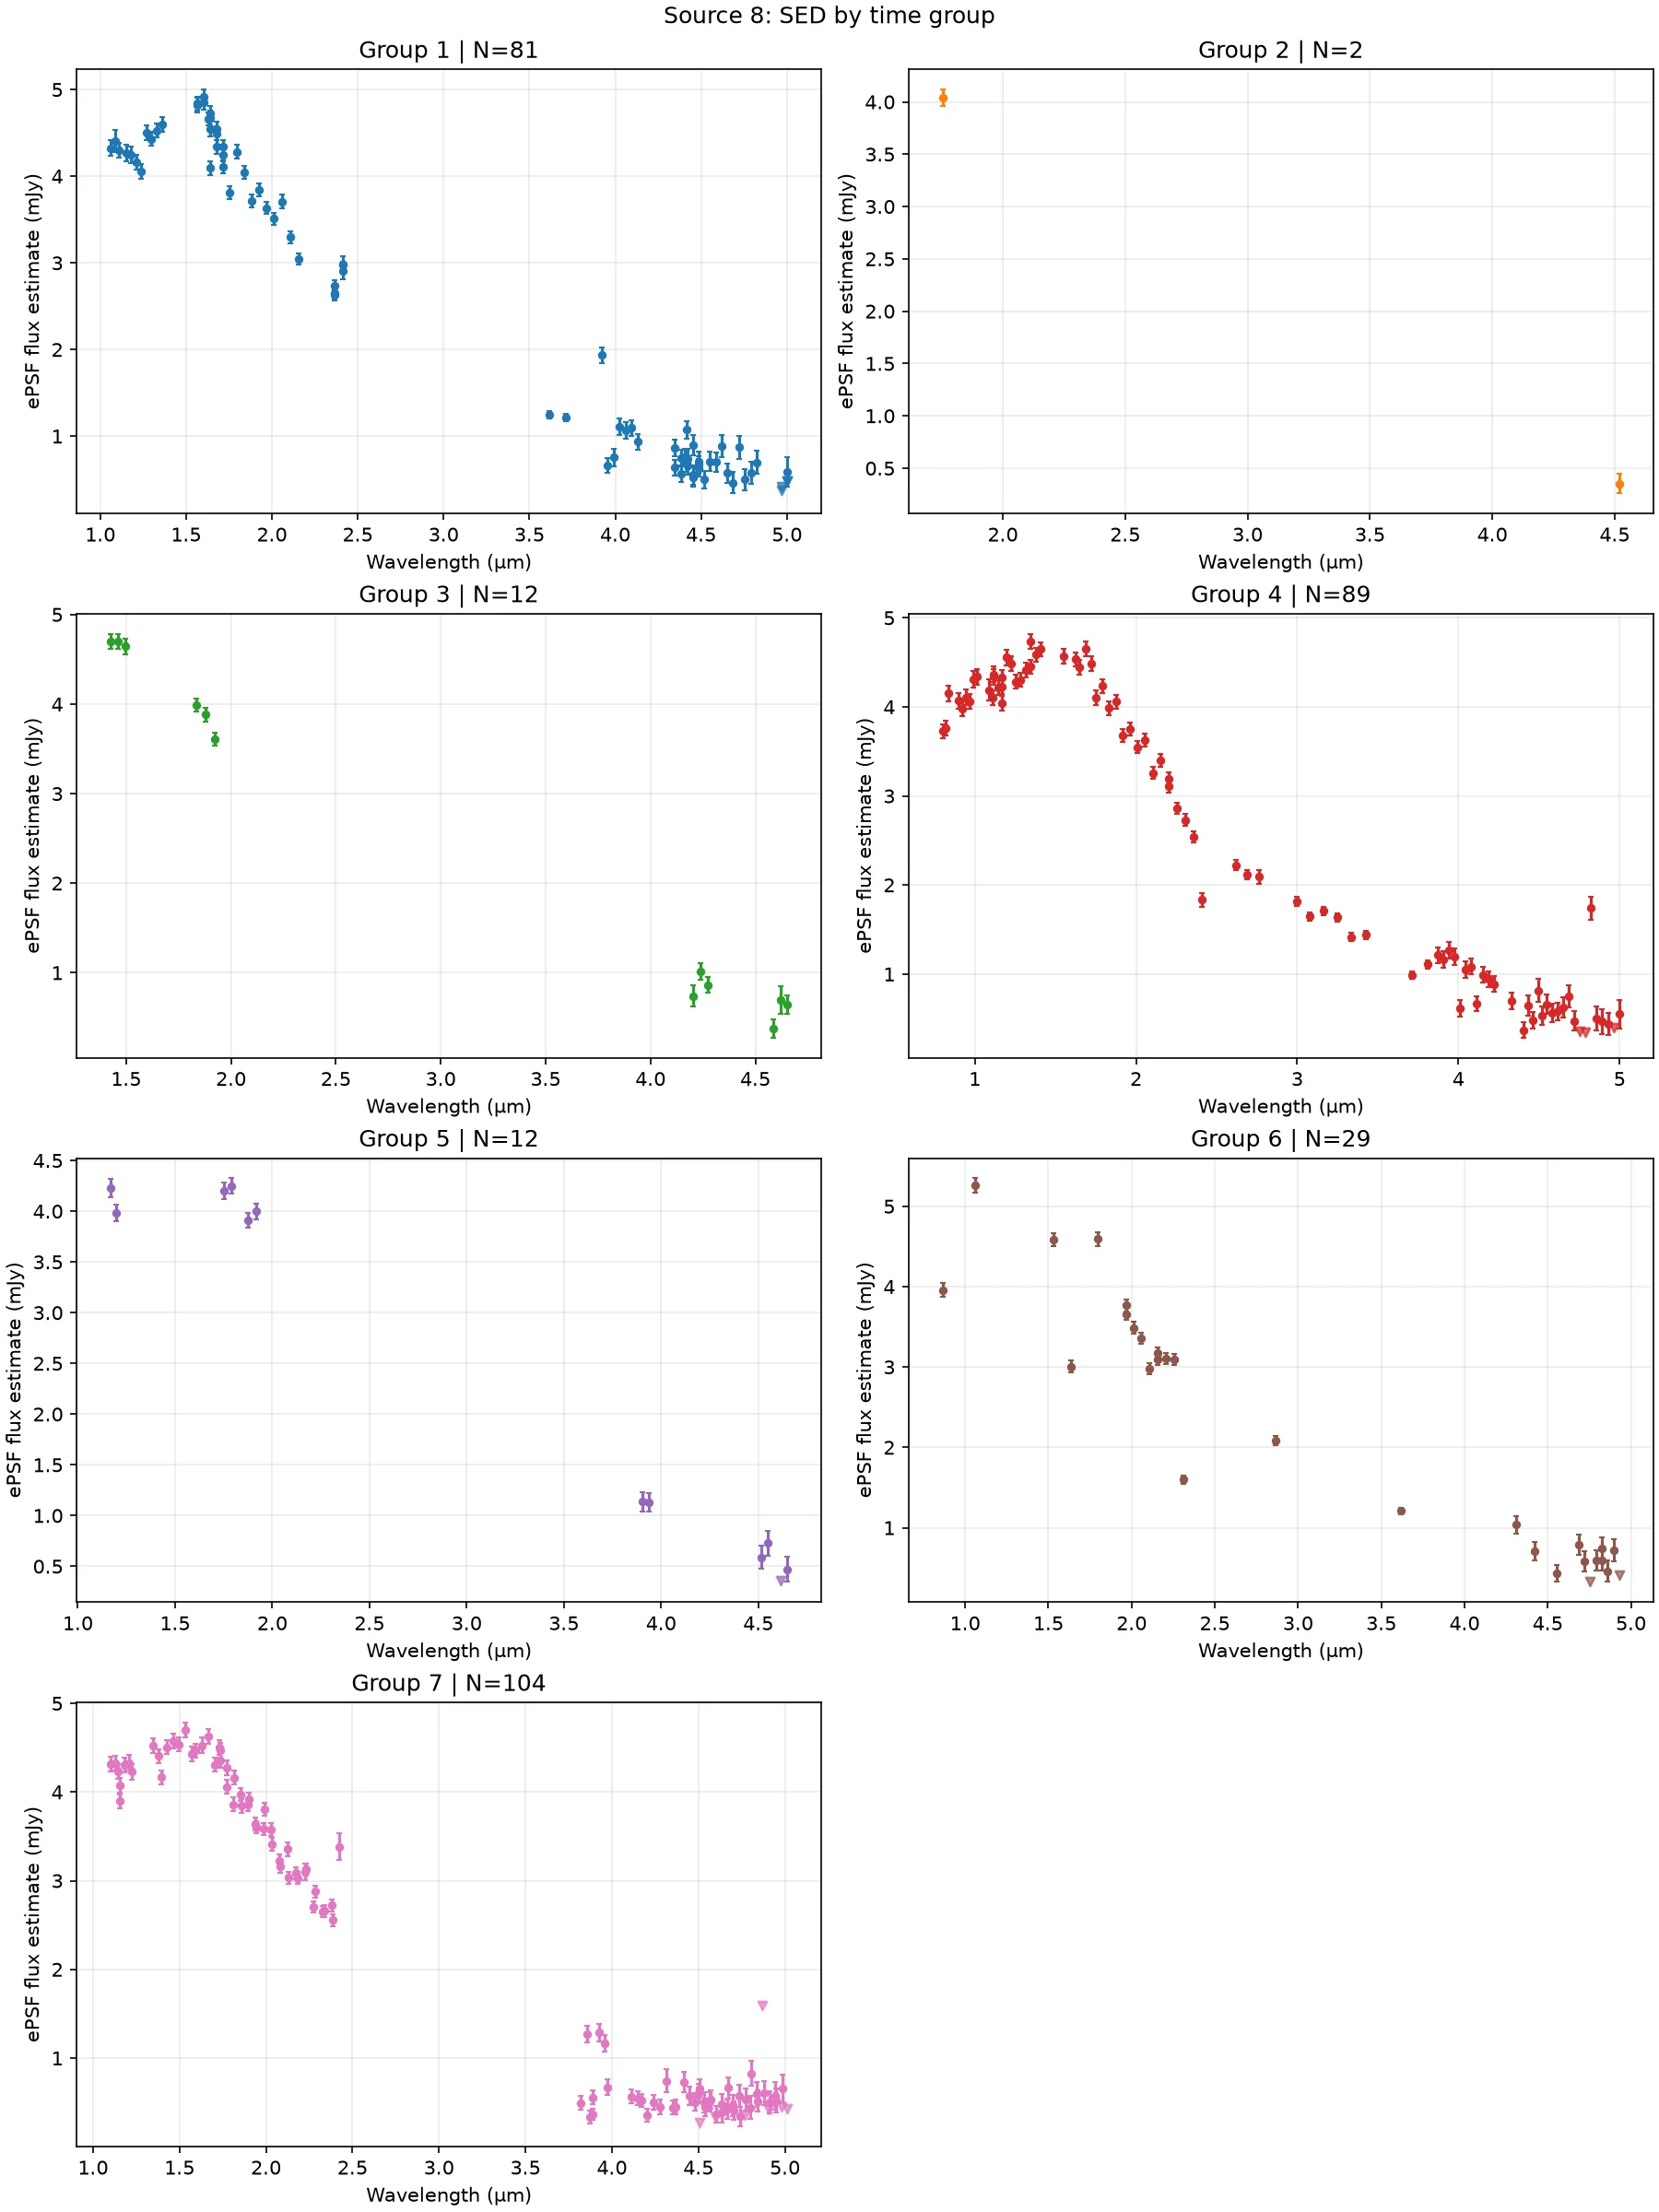 Source 8: SED by time group
Group 1 | N=81
5
4
3
2
1
1.0 1.5 2.0 2.5 3.0 3.5 4.0 4.5 5.0
Wavelength (μm)
ePSF flux estimate (mJy)
Group 2 | N=2
4.0
3.5
3.0
2.5
2.0
1.5
1.0
0.5
2.0 2.5 3.0 3.5 4.0 4.5
Wavelength (μm)
ePSF flux estimate (mJy)
Group 3 | N=12
5
4
3
2
1
1.5 2.0 2.5 3.0 3.5 4.0 4.5
Wavelength (μm)
ePSF flux estimate (mJy)
Group 4 | N=89
5
4
3
2
1
1 2 3 4 5
Wavelength (μm)
ePSF flux estimate (mJy)
Group 5 | N=12
4.5
4.0
3.5
3.0
2.5
2.0
1.5
1.0
0.5
1.0 1.5 2.0 2.5 3.0 3.5 4.0 4.5
Wavelength (μm)
ePSF flux estimate (mJy)
Group 6 | N=29
5
4
3
2
1
1.0 1.5 2.0 2.5 3.0 3.5 4.0 4.5 5.0
Wavelength (μm)
ePSF flux estimate (mJy)
Group 7 | N=104
5
4
3
2
1
1.0 1.5 2.0 2.5 3.0 3.5 4.0 4.5 5.0
Wavelength (μm)
ePSF flux estimate (mJy)